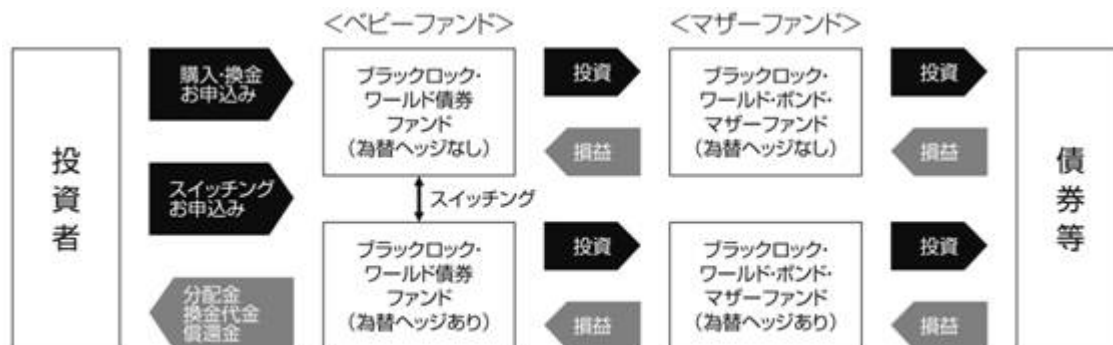 <ベビーファンド>
<マザーファンド>
投資者
購入・換金
お申込み
スイッチング
お申込み
分配金
換金代金
償還金
ブラックロック・
ワールド債券
ファンド
(為替ヘッジなし)
スイッチング
ブラックロック・
ワールド債券
ファンド
(為替ヘッジあり)
投資
損益
投資
損益
ブラックロック・
ワールド・ボンド・
マザーファンド
(為替ヘッジなし)
ブラックロック・
ワールド・ボンド・
マザーファンド
(為替ヘッジあり)
投資
損益
投資
損益
債券等